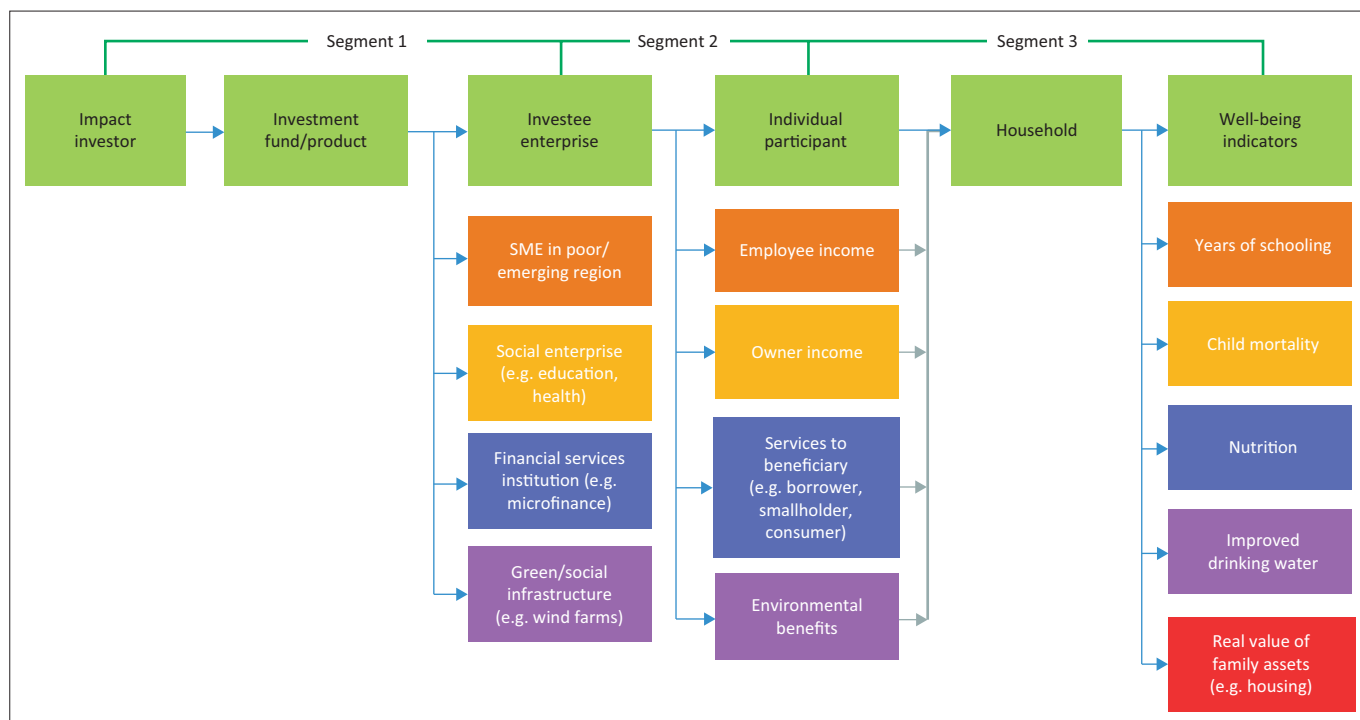 Segment 1
Segment 2
Segment 3
Impact
investor
Investment
fund/product
Investee
enterprise
Individual
participant
Household
Well-being
indicators
SME in poor/
emerging region
Social enterprise
(e.g. education,
health)
Financial services
institution (e.g.
microfinance)
Green/social
infrastructure
(e.g. wind farms)
Employee income
Owner income
Services to
beneficiary
(e.g. borrower,
smallholder,
consumer)
Environmental
benefits
Years of schooling
Child mortality
Nutrition
Improved
drinking water
Real value of
family assets
(e.g. housing)